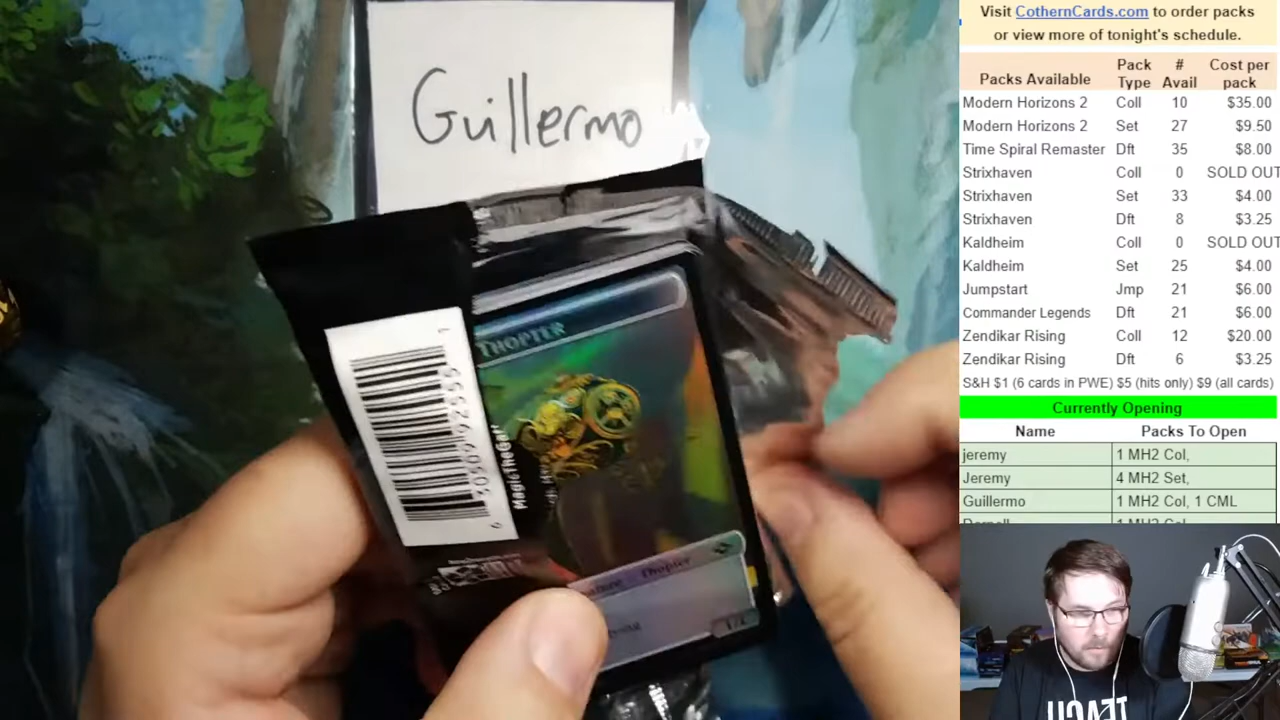 Guillermo
THOPTER
Thopter
1/1
MagicTheGat
Visit CothernCards.com to order packs
or view more of tonight's schedule.
Packs Available Pack Type # Avail Cost per pack
Modern Horizons 2 Coll 10 $35.00
Modern Horizons 2 Set 27 $9.50
Time Spiral Remaster Dft 35 $8.00
Strixhaven Coll 0 SOLD OUT
Strixhaven Set 33 $4.00
Strixhaven Dft 8 $3.25
Kaldheim Coll 0 SOLD OUT
Kaldheim Set 25 $4.00
Jumpstart Jmp 21 $6.00
Commander Legends Dft 21 $6.00
Zendikar Rising Coll 12 $20.00
Zendikar Rising Dft 6 $3.25
S&H $1 (6 cards in PWE) $5 (hits only) $9 (all cards)
Currently Opening
Name Packs To Open
jeremy 1 MH2 Col,
Jeremy 4 MH2 Set,
Guillermo 1 MH2 Col, 1 CML